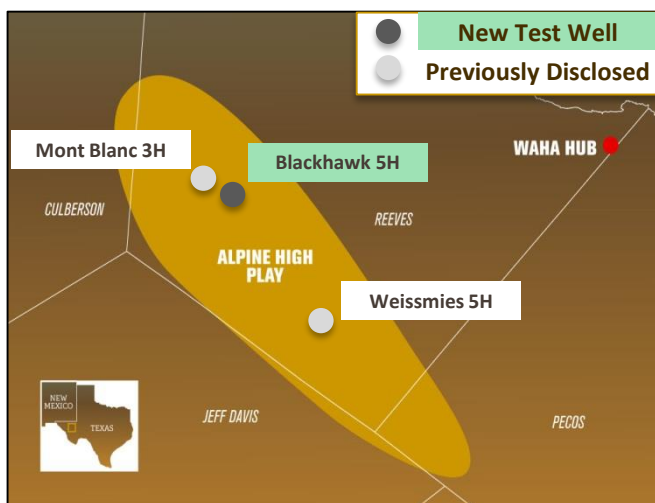 New Test Well
Previously Disclosed
Mont Blanc 3H
Blackhawk 5H
WAHA HUB
CULBERSON
REEVES
ALPINE HIGH
PLAY
Weissmies 5H
NEW
MEXICO
TEXAS
JEFF DAVIS
PECOS